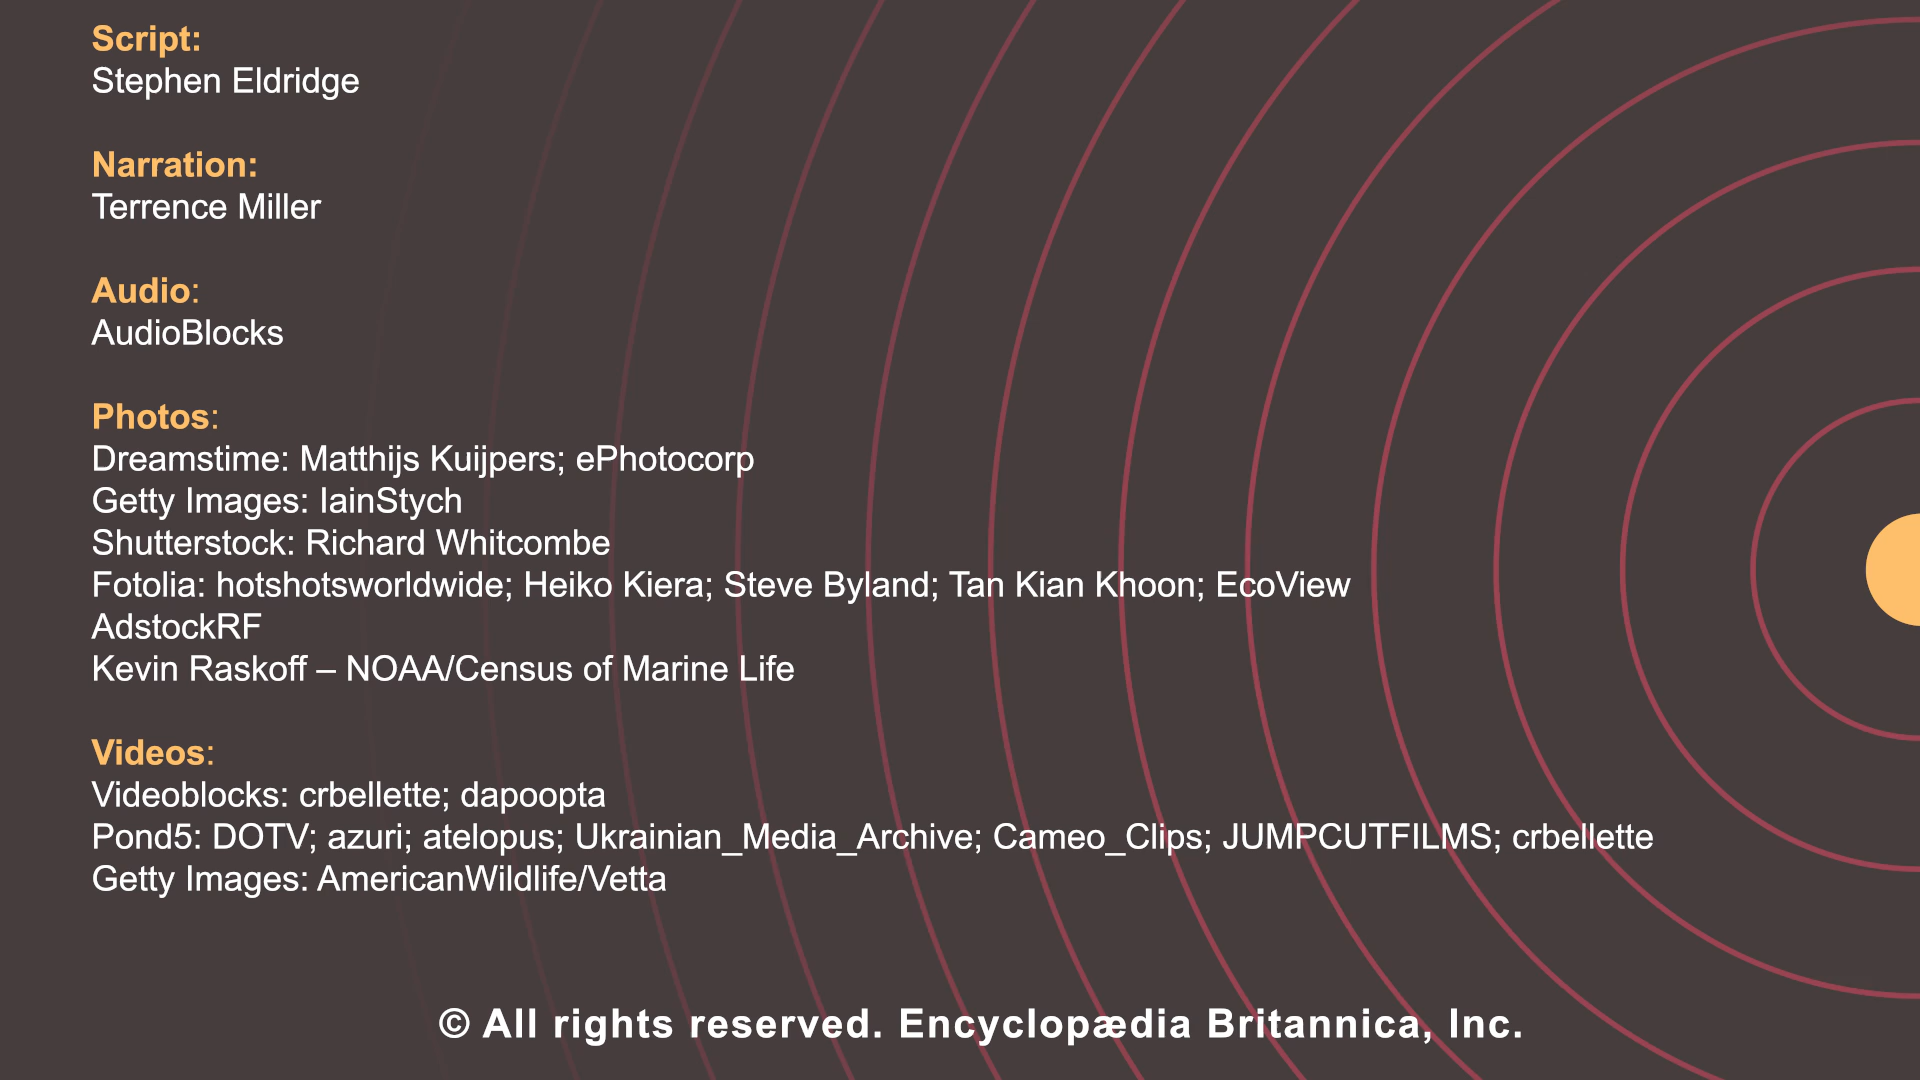 Script:
Stephen Eldridge
Narration:
Terrence Miller
Audio:
AudioBlocks
Photos:
Dreamstime: Matthijs Kuijpers; ePhotocorp
Getty Images: IainStych
Shutterstock: Richard Whitcombe
Fotolia: hotshotsworldwide; Heiko Kiera; Steve Byland; Tan Kian Khoon; EcoView
AdstockRF
Kevin Raskoff – NOAA/Census of Marine Life
Videos:
Videoblocks: crbellette; dapoopta
Pond5: DOTV; azuri; atelopus; Ukrainian_Media_Archive; Cameo_Clips; JUMPCUTFILMS; crbellette
Getty Images: AmericanWildlife/Vetta
© All rights reserved. Encyclopædia Britannica, Inc.